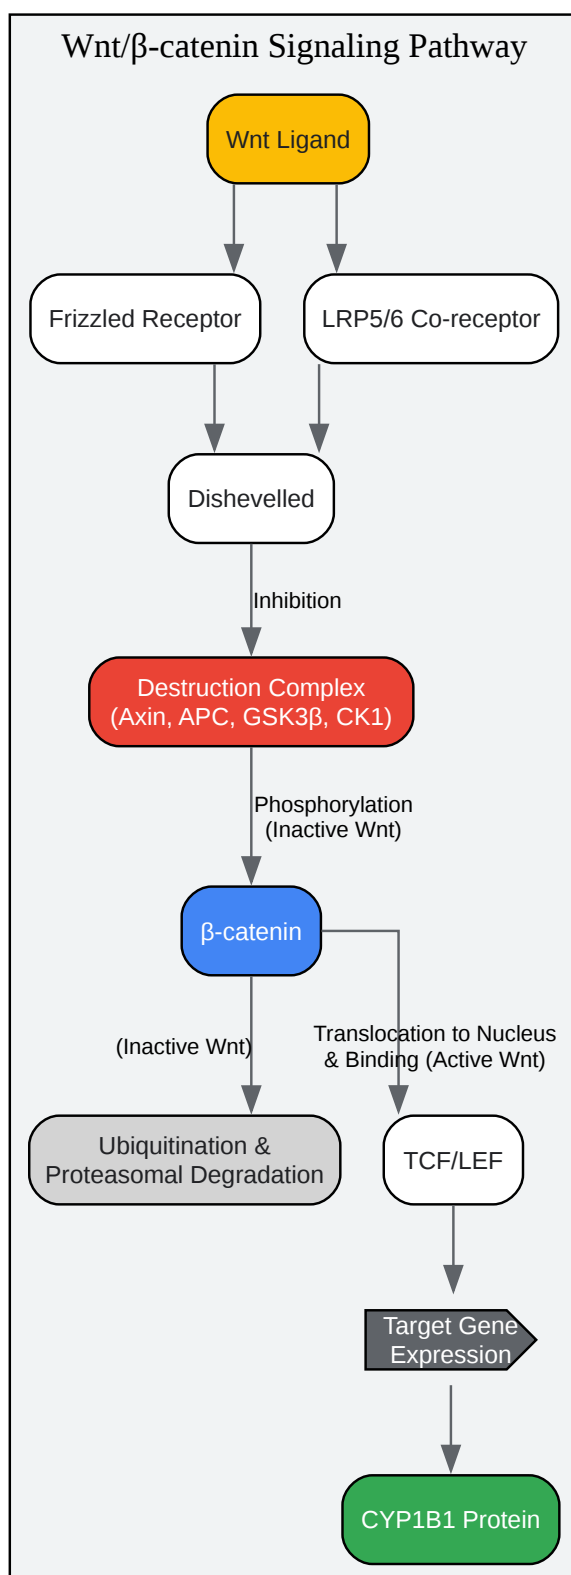 Wnt/β-catenin Signaling Pathway
Wnt Ligand
Frizzled Receptor
LRP5/6 Co-receptor
Dishevelled
Inhibition
Destruction Complex
(Axin, APC, GSK3β, CK1)
Phosphorylation
(Inactive Wnt)
β-catenin
(Inactive Wnt)
Translocation to Nucleus
& Binding (Active Wnt)
Ubiquitination &
Proteasomal Degradation
TCF/LEF
Target Gene
Expression
CYP1B1 Protein